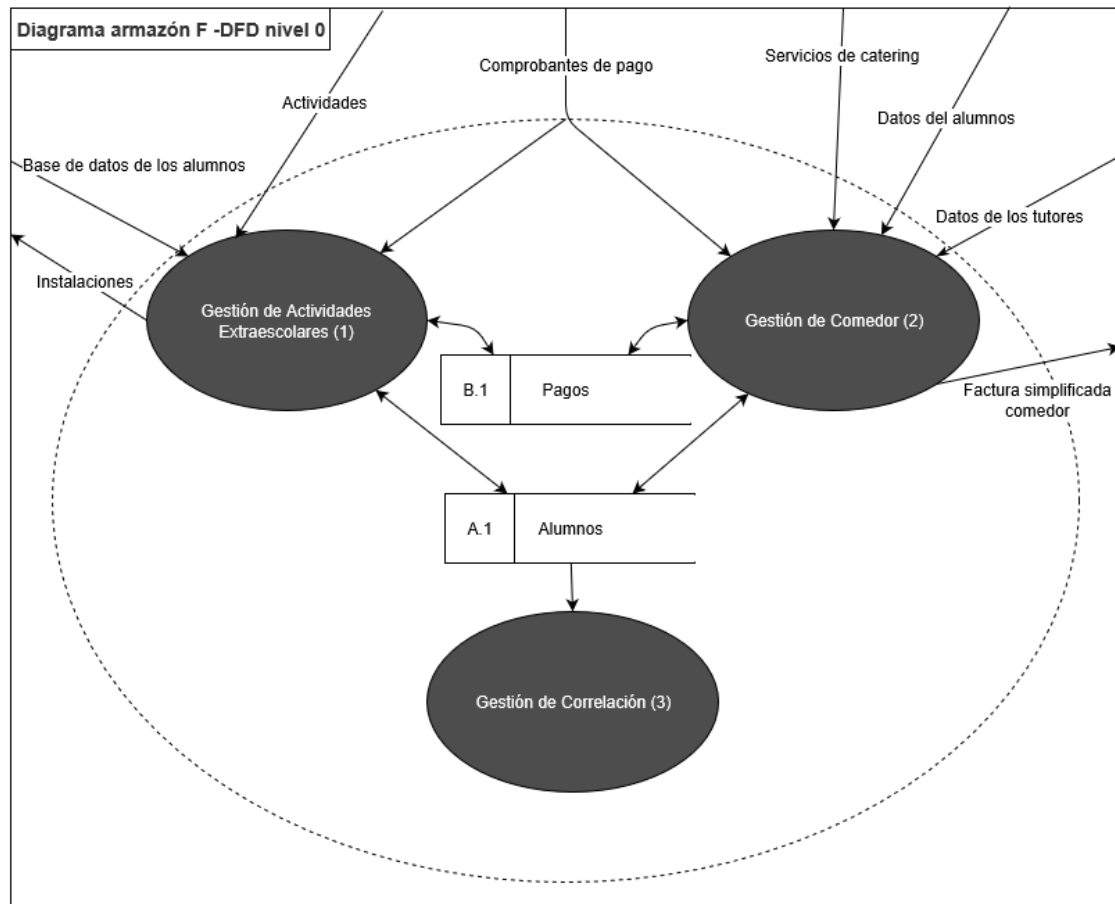 Diagrama armazón F -DFD nivel 0
Servicios de catering
Comprobantes de pago
Actividades
Datos del alumnos
Base de datos de los alumnos
Datos de los tutores
Instalaciones
Gestión de Actividades
Extraescolares (1)
Gestión de Comedor (2)
B.1 Pagos
Factura simplificada
comedor
A.1 Alumnos
Gestión de Correlación (3)